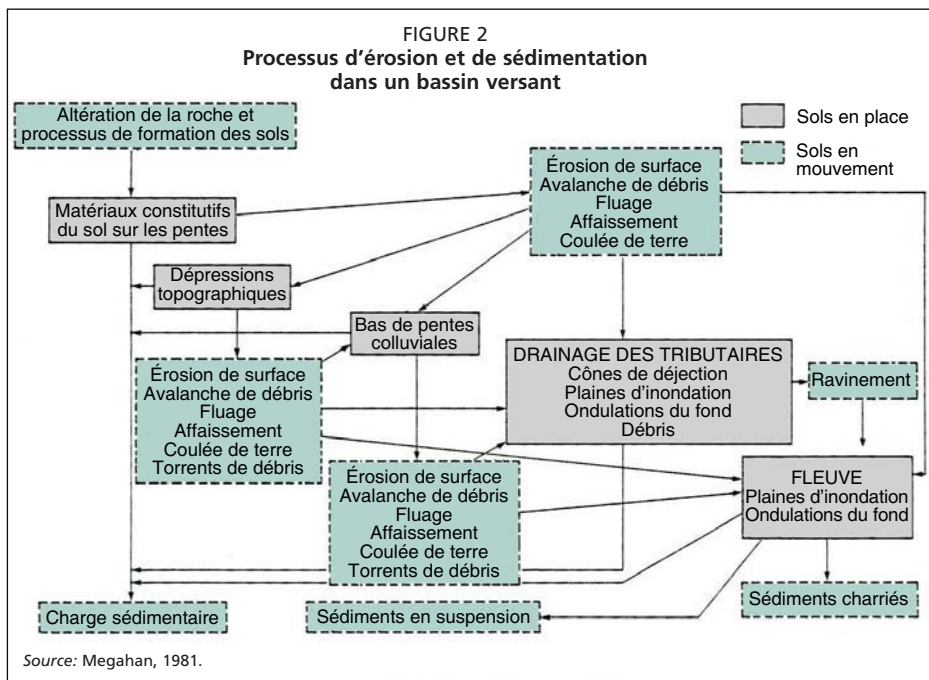 FIGURE 2
Processus d'érosion et de sédimentation
dans un bassin versant
Altération de la roche et
processus de formation des sols
Sols en place
Sols en
mouvement
Érosion de surface
Avalanche de débris
Fluage
Affaissement
Coulée de terre
Matériaux constitutifs
du sol sur les pentes
Dépressions
topographiques
Bas de pentes
colluviales
DRAINAGE DES TRIBUTAIRES
Cônes de déjection
Plaines d'inondation
Ondulations du fond
Débris
Ravinement
Érosion de surface
Avalanche de débris
Fluage
Affaissement
Coulée de terre
Torrents de débris
Érosion de surface
Avalanche de débris
Fluage
Affaissement
Coulée de terre
Torrents de débris
FLEUVE
Plaines d'inondation
Ondulations du fond
Charge sédimentaire
Sédiments en suspension
Sédiments charriés
Source: Megahan, 1981.